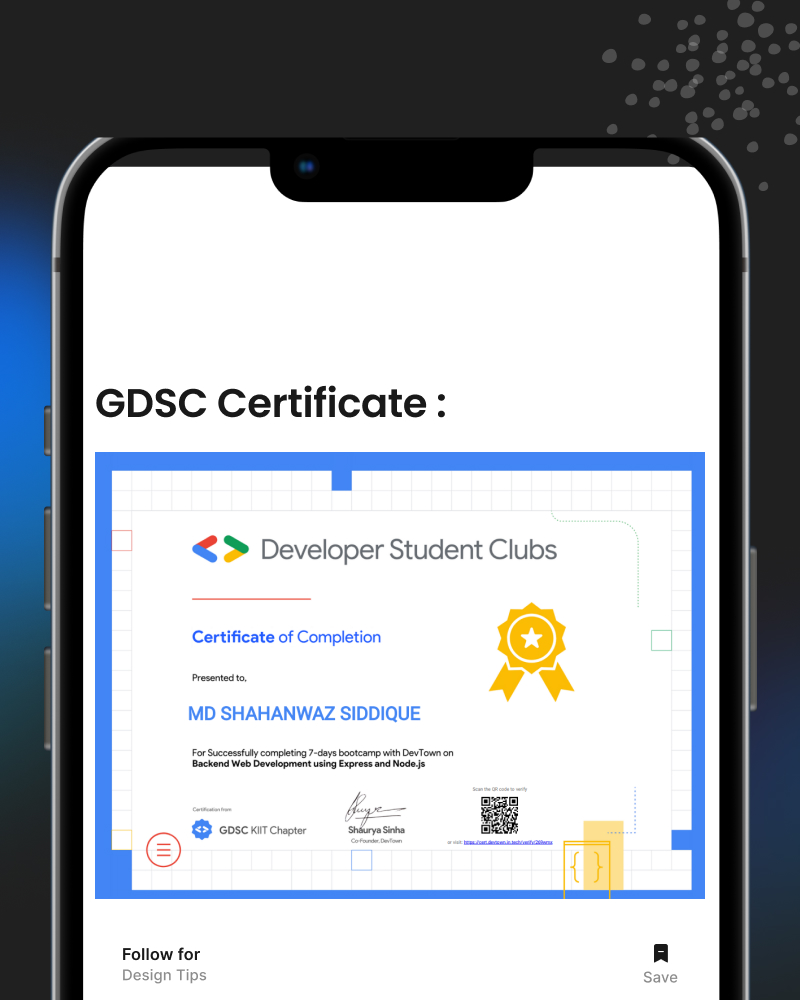 GDSC Certificate :
Developer Student Clubs
Certificate of Completion
Presented to,
MD SHAHANWAZ SIDDIQUE
For Successfully completing 7-days bootcamp with DevTown on
Backend Web Development using Express and Node.js
Scan the QR code to verify
Certification from
GDSC KIIT Chapter
Shaurya Sinha
Co-Founder, DevTown
or visit:
{ }
Follow for
Design Tips
Save